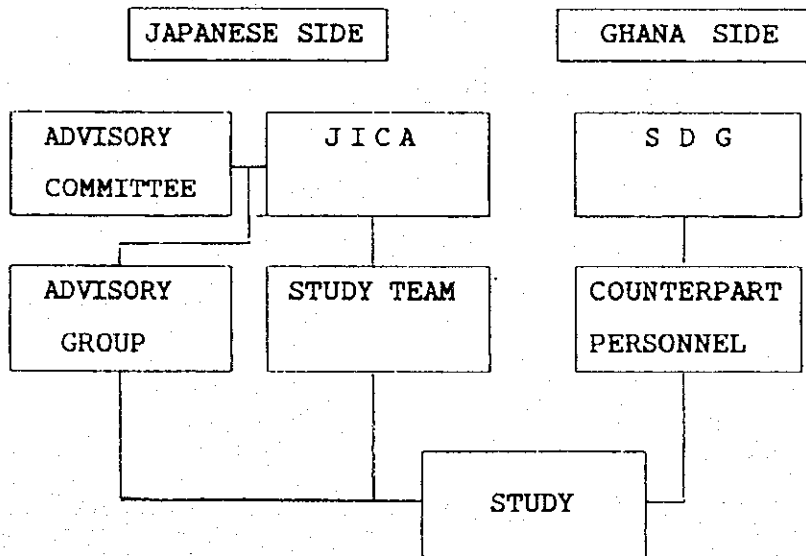 JAPANESE SIDE
GHANA SIDE
ADVISORY
COMMITTEE
J I C A
S D G
ADVISORY
GROUP
STUDY TEAM
COUNTERPART
PERSONNEL
STUDY